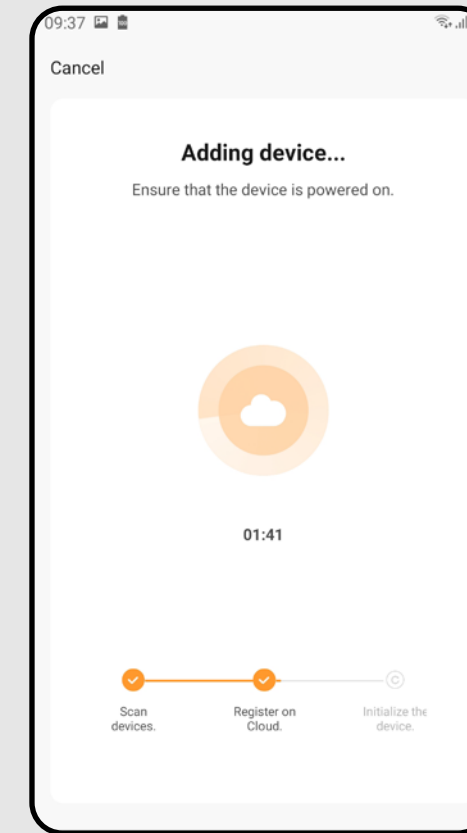 09:37
Cancel
Adding device...
Ensure that the device is powered on.
01:41
Scan
devices.
Register on
Cloud.
Initialize the
device.